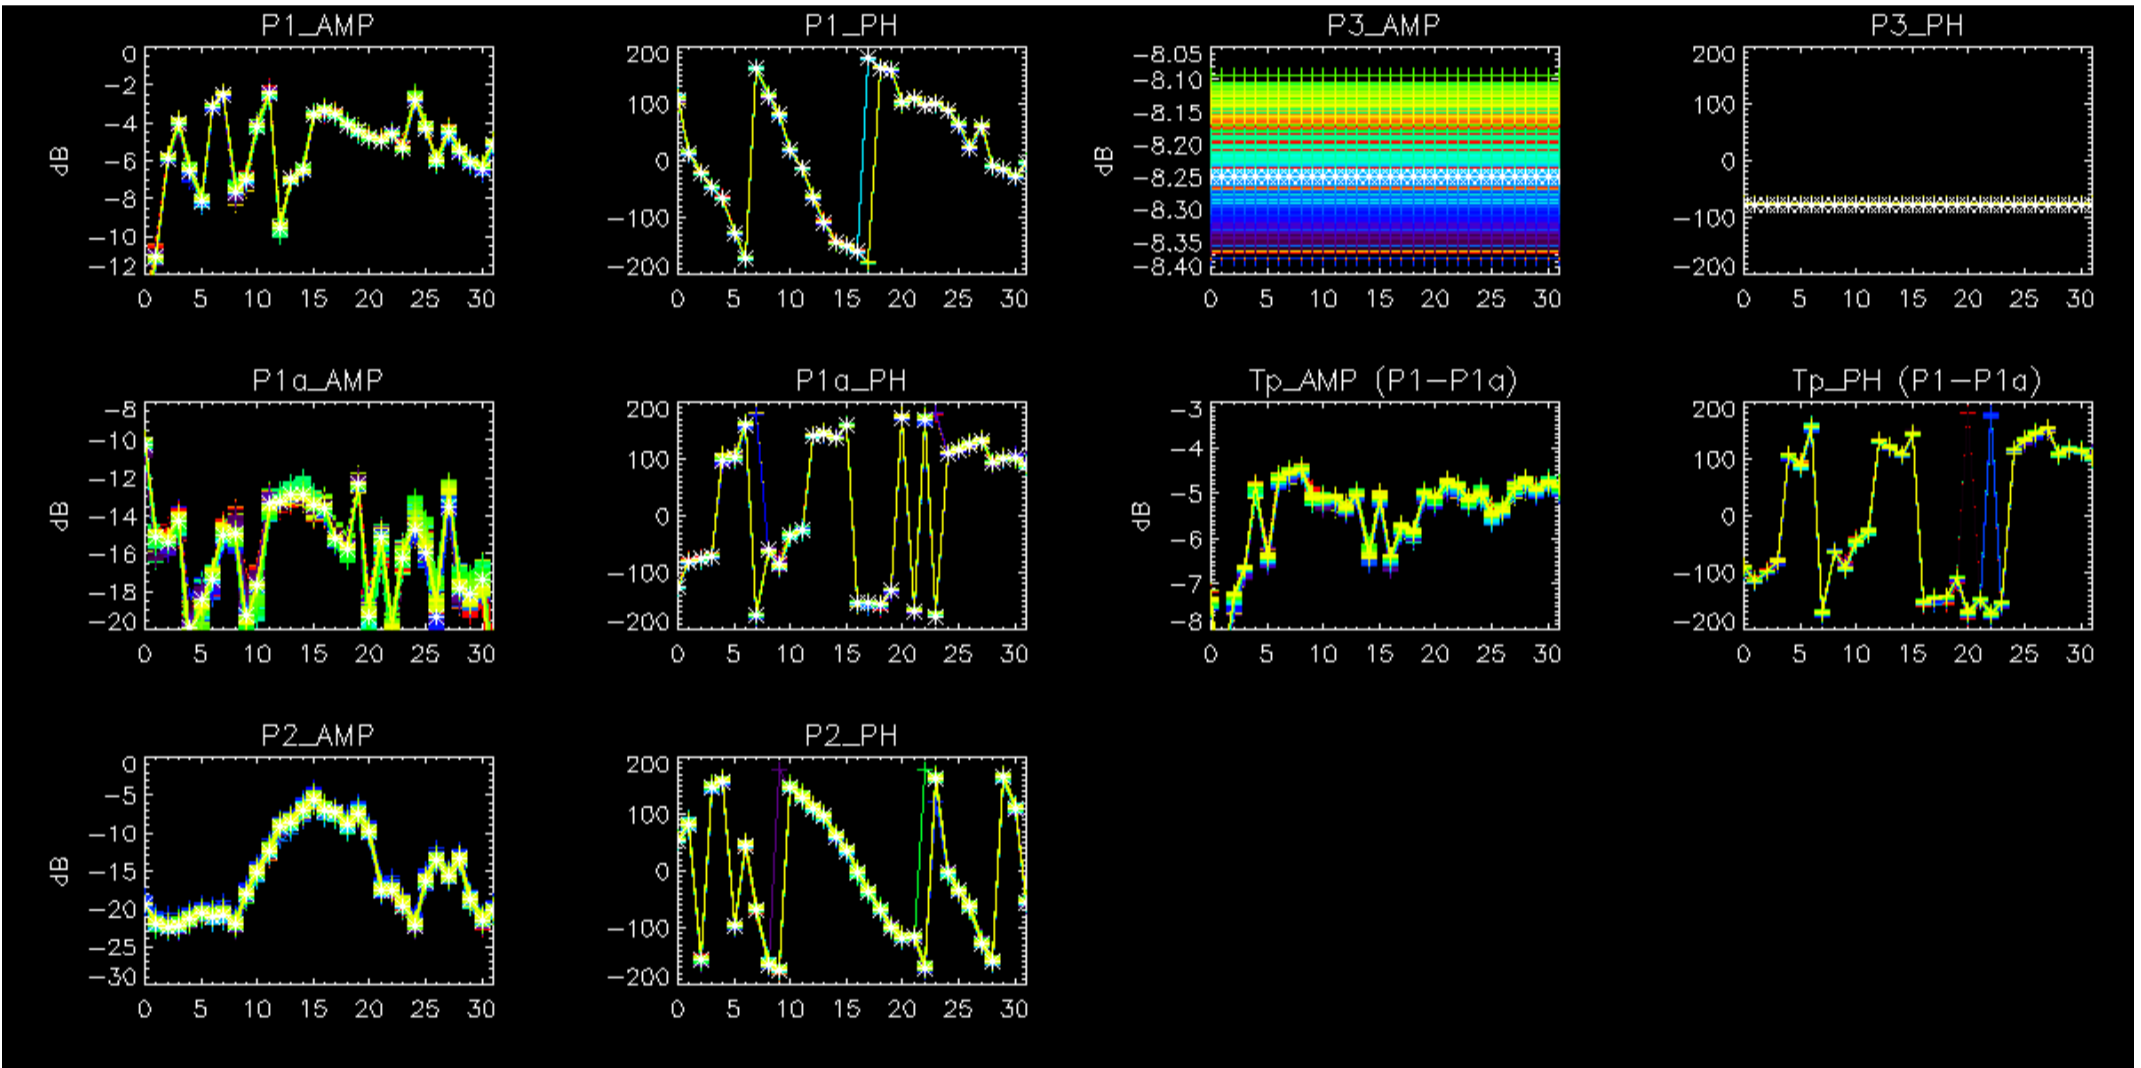 P1_AMP P1_PH P3_AMP P3_PH
0 200 -8.05 200
-2 -8.10
-4 100 -8.15 100
dB -6 0 dB -8.20 0
-8 -8.25
-10 -100 -8.30 -100
-12 -200 -8.35 -200
-8.40
0 5 10 15 20 25 30 0 5 10 15 20 25 30 0 5 10 15 20 25 30 0 5 10 15 20 25 30
P1a_AMP P1a_PH Tp_AMP (P1-P1a) Tp_PH (P1-P1a)
-8 200 -3 200
-10 100 -4 100
-12
dB -14 0 dB -5 0
-16 -6
-18 -100 -7 -100
-20 -200 -8 -200
0 5 10 15 20 25 30 0 5 10 15 20 25 30 0 5 10 15 20 25 30 0 5 10 15 20 25 30
P2_AMP P2_PH
0 200
-5
-10 100
dB -15 0
-20 -100
-25
-30 -200
0 5 10 15 20 25 30 0 5 10 15 20 25 30